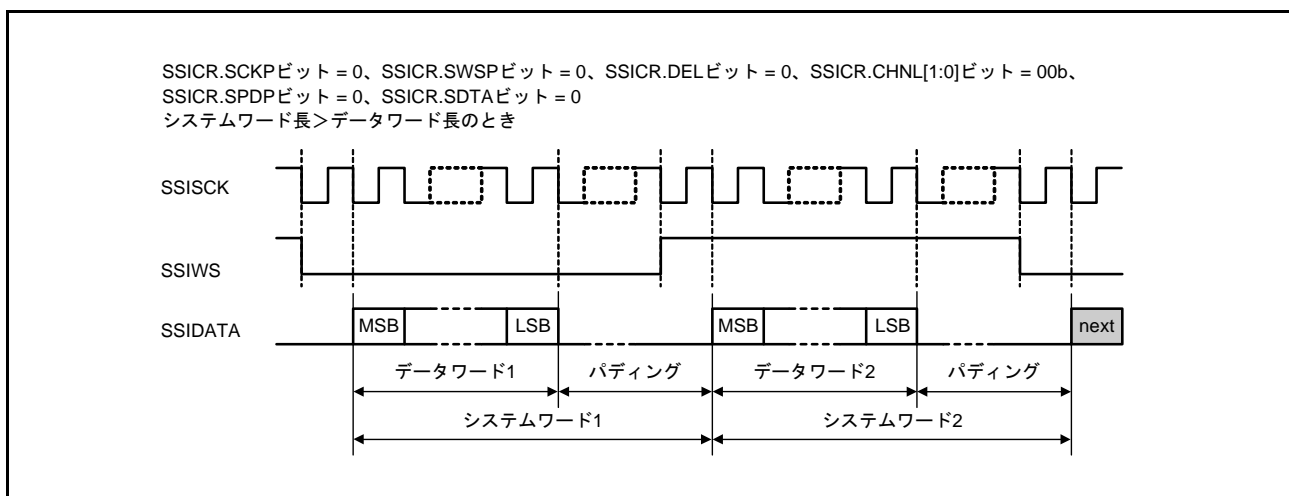 SSICR.SCKPビット = 0、SSICR.SWSPビット = 0、SSICR.DELビット = 0、SSICR.CHNL[1:0]ビット = 00b、
SSICR.SPDPビット = 0、SSICR.SDTAビット = 0
システムワード長＞データワード長のとき
SSISCK
SSIWS
SSIDATA MSB LSB MSB LSB next
データワード1 パディング データワード2 パディング
システムワード1 システムワード2